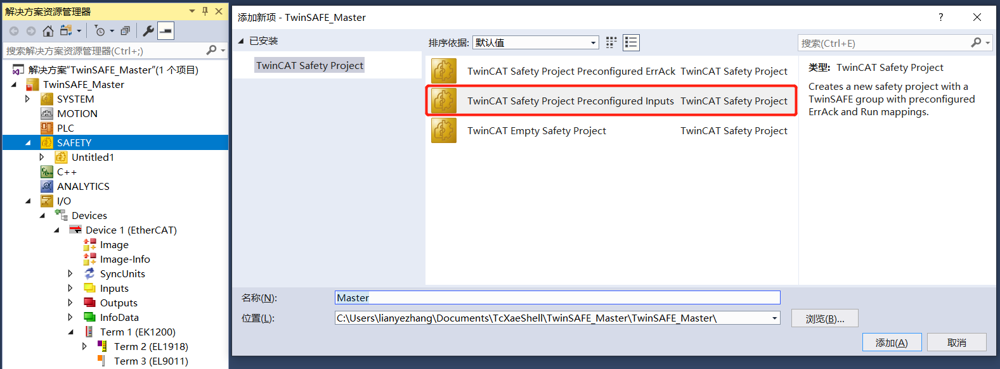 解决方案资源管理器
搜索解决方案资源管理器(Ctrl+;)
解决方案"TwinSAFE_Master"(1 个项目)
TwinSAFE_Master
SYSTEM
MOTION
PLC
SAFETY
Untitled1
C++
ANALYTICS
I/O
Devices
Device 1 (EtherCAT)
Image
Image-Info
SyncUnits
Inputs
Outputs
InfoData
Term 1 (EK1200)
Term 2 (EL1918)
Term 3 (EL9011)
添加新项 - TwinSAFE_Master
?
已安装
TwinCAT Safety Project
排序依据: 默认值
搜索(Ctrl+E)
TwinCAT Safety Project Preconfigured ErrAck TwinCAT Safety Project
TwinCAT Safety Project Preconfigured Inputs TwinCAT Safety Project
TwinCAT Empty Safety Project TwinCAT Safety Project
类型: TwinCAT Safety Project
Creates a new safety project with a
TwinSAFE group with preconfigured
ErrAck and Run mappings.
名称(N): Master
位置(L): C:\Users\lianyezhang\Documents\TcXaeShell\TwinSAFE_Master\TwinSAFE_Master\
浏览(B)...
添加(A) 取消